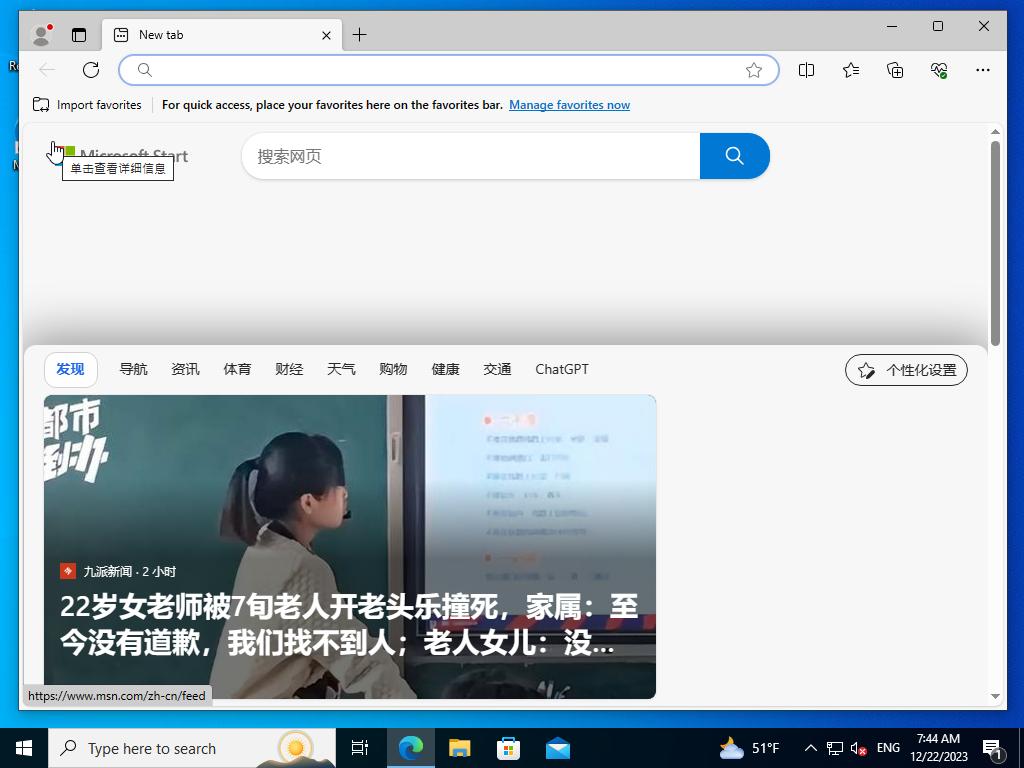 New tab
Import favorites
For quick access, place your favorites here on the favorites bar.
Manage favorites now
Microsoft Start
单击查看详细信息
搜索网页
发现
导航
资讯
体育
财经
天气
购物
健康
交通
ChatGPT
个性化设置
都市
九派新闻 · 2 小时
22岁女老师被7旬老人开老头乐撞死，家属：至
今没有道歉，我们找不到人；老人女儿：没...
https://www.msn.com/zh-cn/feed
Type here to search
51°F
ENG
7:44 AM
12/22/2023
1